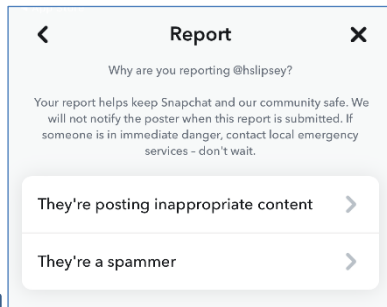 Report
Why are you reporting @hslipsey?
Your report helps keep Snapchat and our community safe. We
will not notify the poster when this report is submitted. If
someone is in immediate danger, contact local emergency
services – don't wait.
They're posting inappropriate content
They're a spammer